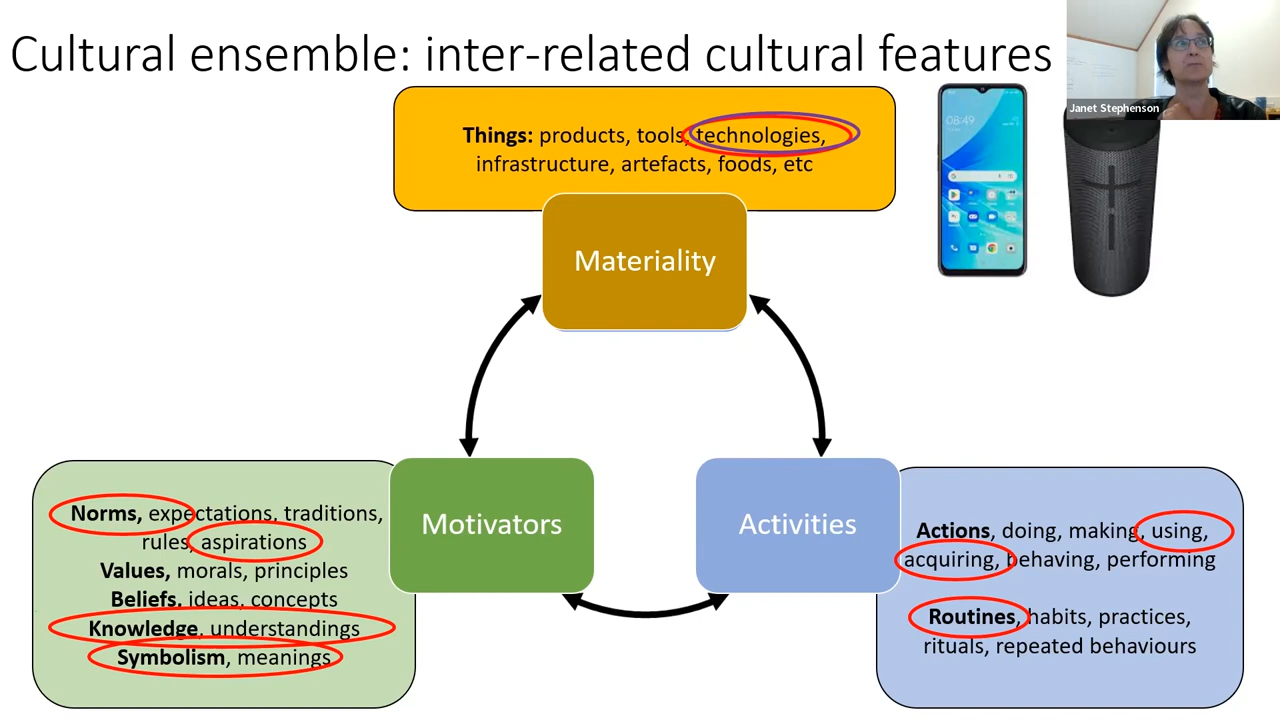 Cultural ensemble: inter-related cultural features
Janet Stephenson
Things: products, tools, technologies,
infrastructure, artefacts, foods, etc
08:49
Materiality
Motivators
Activities
Norms, expectations, traditions,
rules, aspirations
Values, morals, principles
Beliefs, ideas, concepts
Knowledge, understandings
Symbolism, meanings
Actions, doing, making, using,
acquiring, behaving, performing
Routines, habits, practices,
rituals, repeated behaviours